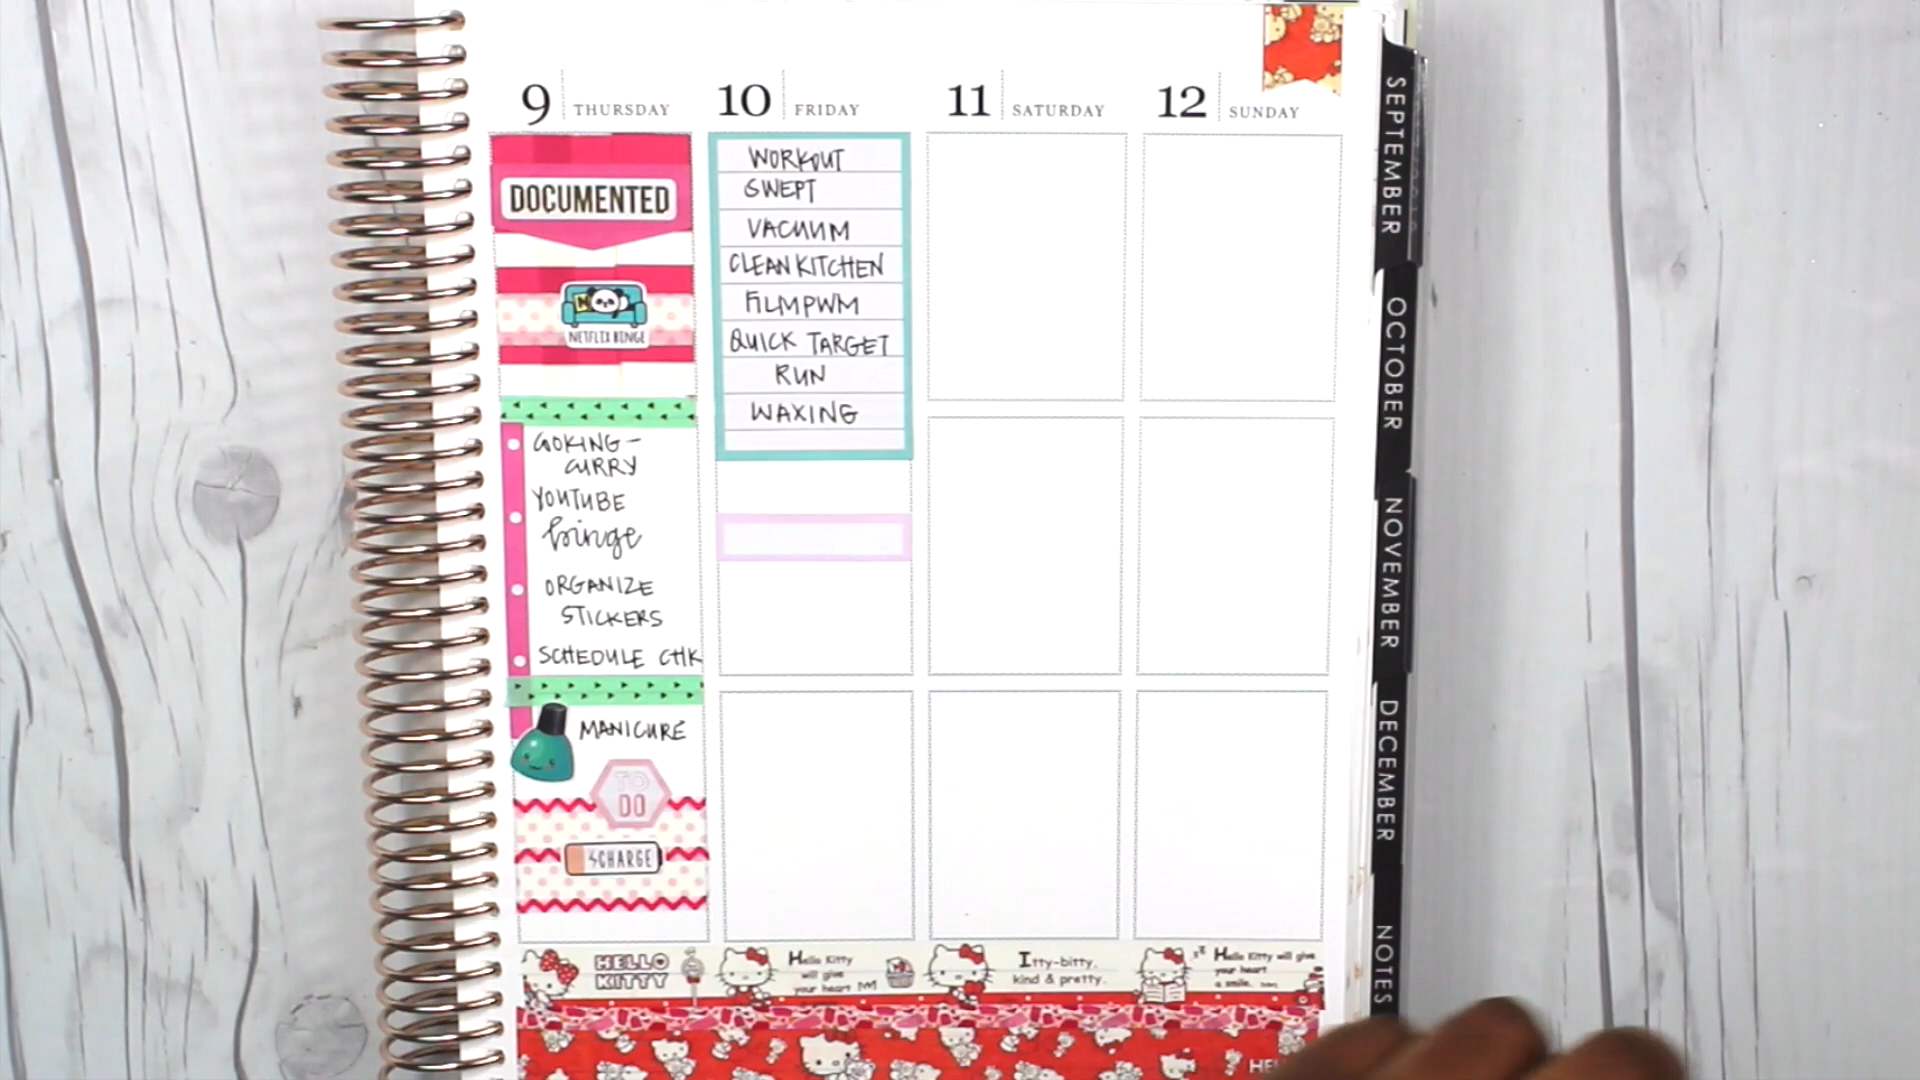 9 THURSDAY
10 FRIDAY
11 SATURDAY
12 SUNDAY
DOCUMENTED
N
NETFLIX BINGE
GOKING-
CURRY
YOUTUBE
binge
ORGANIZE
STICKERS
SCHEDULE CHK
MANICURE
TO
DO
CHARGE
WORKOUT
SWEPT
VACUUM
CLEAN KITCHEN
FILM PWM
QUICK TARGET
RUN
WAXING
HELLO
KITTY
Hello Kitty
will give
your heart
Itty-bitty,
kind & pretty.
Hello Kitty will give
your heart
a smile.
SEPTEMBER
OCTOBER
NOVEMBER
DECEMBER
NOTES